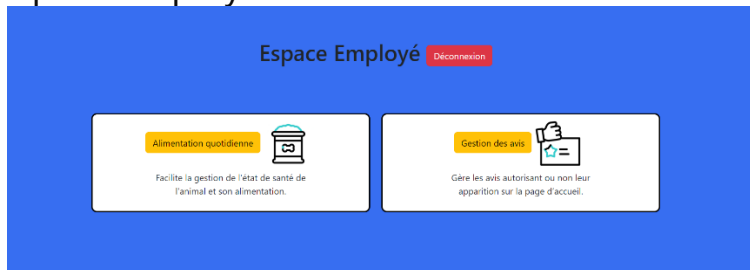 Espace Employé Déconnexion
Alimentation quotidienne
Facilite la gestion de l'état de santé de
l'animal et son alimentation.
Gestion des avis
Gère les avis autorisant ou non leur
apparition sur la page d'accueil.